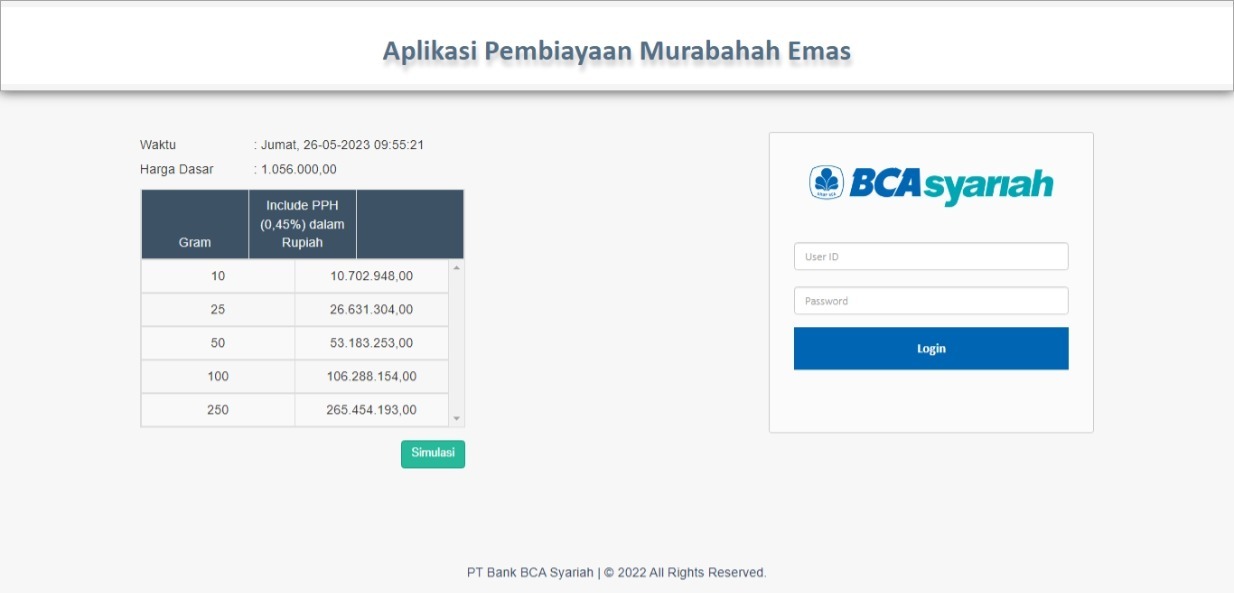 Aplikasi Pembiayaan Murabahah Emas
Waktu : Jumat, 26-05-2023 09:55:21
Harga Dasar : 1.056.000,00
Gram Include PPH (0,45%) dalam Rupiah
10 10.702.948,00
25 26.631.304,00
50 53.183.253,00
100 106.288.154,00
250 265.454.193,00
Simulasi
BCA syariah
User ID
Password
Login
PT Bank BCA Syariah | © 2022 All Rights Reserved.